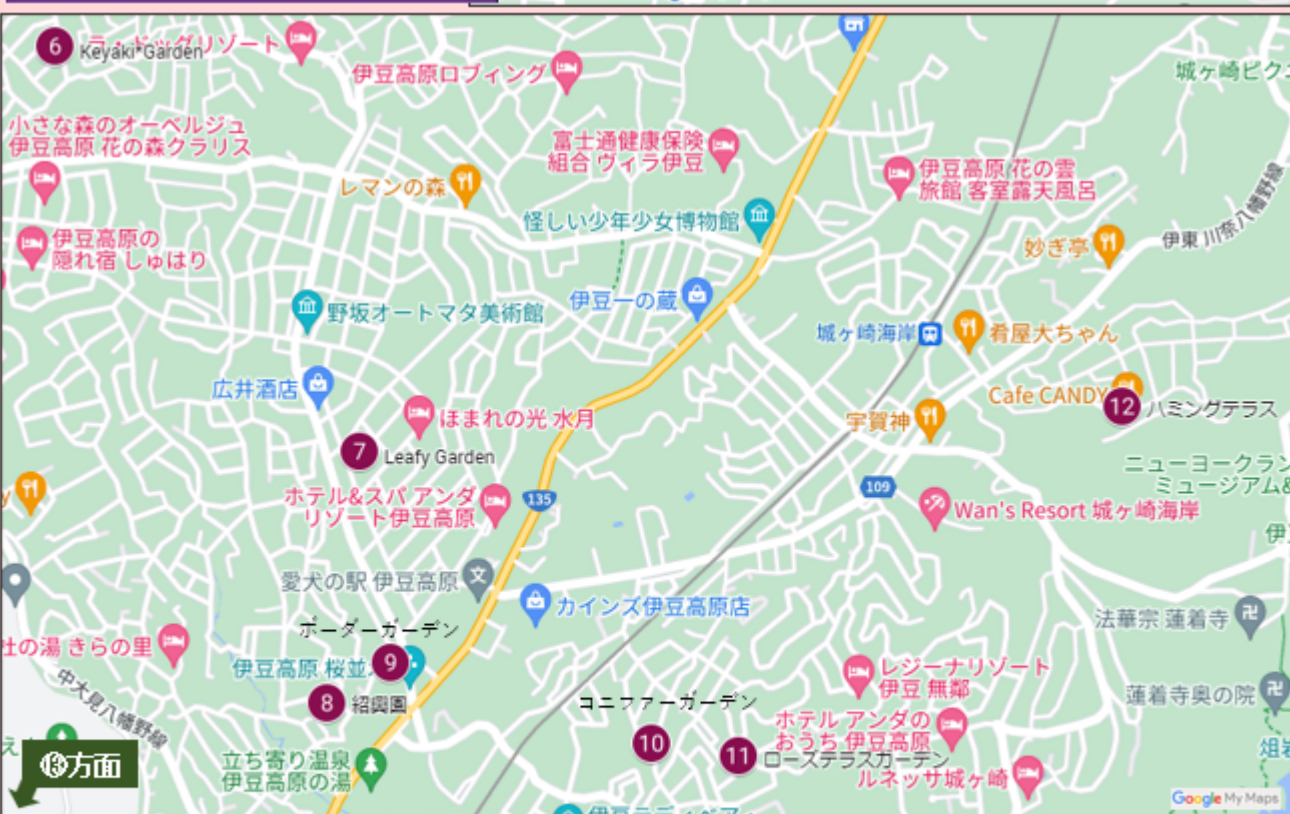 6
Keyaki*Garden
伊豆高原ロブィング
城ヶ崎ピク
小さな森のオーベルジュ
伊豆高原 花の森クラリス
富士通健康保険
組合 ヴィラ伊豆
レマンの森
伊豆高原 花の雲
旅館 客室露天風呂
伊東川奈八幡野線
怪しい少年少女博物館
伊豆高原の
隠れ宿 しゅはり
妙ぎ亭
伊豆一の蔵
野坂オートマタ美術館
城ヶ崎海岸
肴屋大ちゃん
広井酒店
Cafe CANDY
12
ハミングテラス
ほまれの光 水月
宇賀神
7
Leafy Garden
ニューヨークラン
ミュージアム&
ホテル&スパ アンダ
リゾート伊豆高原
135
109
Wan's Resort 城ヶ崎海岸
愛犬の駅 伊豆高原
カインズ伊豆高原店
法華宗 蓮着寺
ボーダーガーデン
杜の湯 きらの里
伊豆高原 桜並
9
レジーナリゾート
伊豆 無鄰
中大見八幡野線
8
紹興園
コニファーガーデン
蓮着寺奥の院
10
ホテル アンダの
おうち 伊豆高原
11
ローズテラスガーデン
⑬方面
立ち寄り温泉
伊豆高原の湯
ルネッサ城ヶ崎
俎岩
Google My Maps